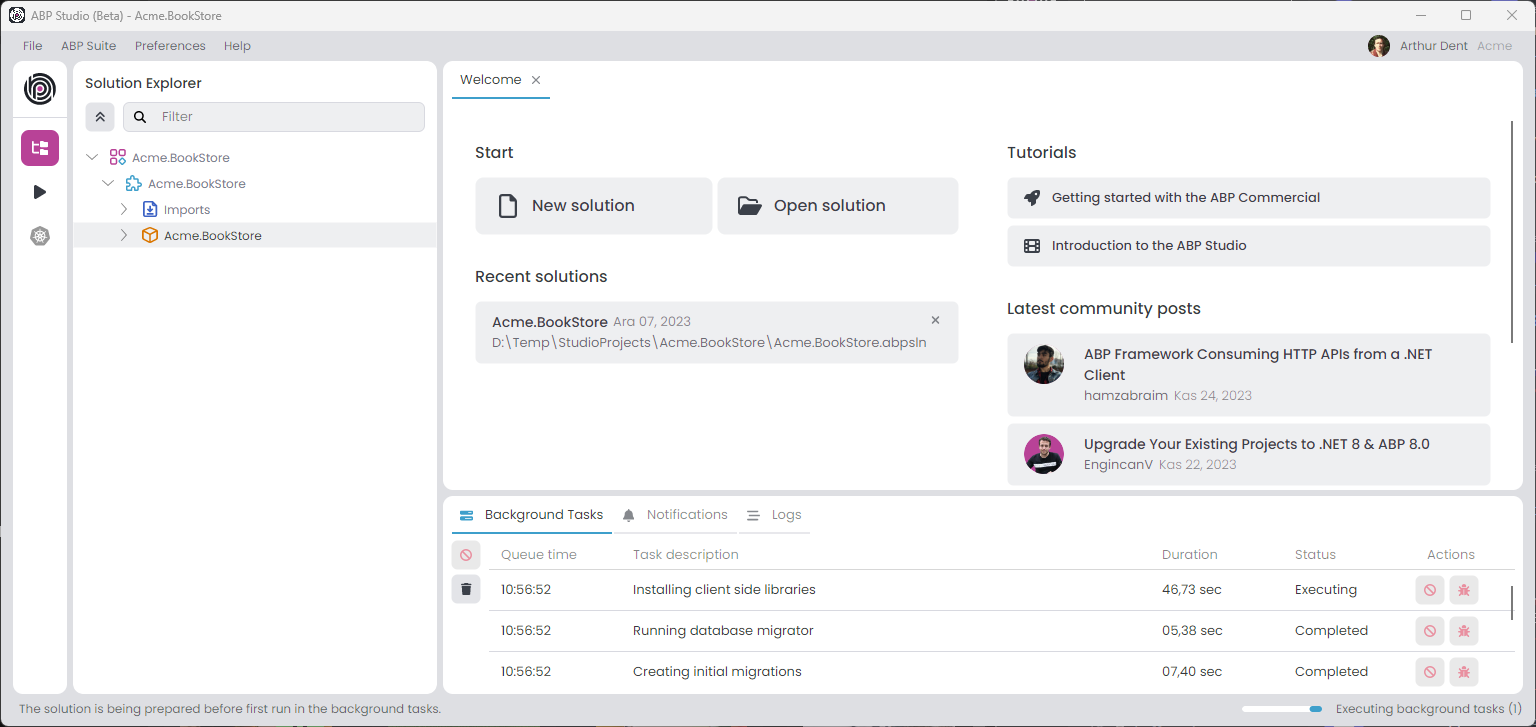 ABP Studio (Beta) - Acme.BookStore
File ABP Suite Preferences Help
Arthur Dent Acme
Solution Explorer
Filter
Acme.BookStore
Acme.BookStore
Imports
Acme.BookStore
Welcome
Start
New solution
Open solution
Recent solutions
Acme.BookStore Ara 07, 2023
D:\Temp\StudioProjects\Acme.BookStore\Acme.BookStore.abpsln
Tutorials
Getting started with the ABP Commercial
Introduction to the ABP Studio
Latest community posts
ABP Framework Consuming HTTP APIs from a .NET
Client
hamzabraim Kas 24, 2023
Upgrade Your Existing Projects to .NET 8 & ABP 8.0
EngincanV Kas 22, 2023
Background Tasks Notifications Logs
Queue time Task description Duration Status Actions
10:56:52 Installing client side libraries 46,73 sec Executing
10:56:52 Running database migrator 05,38 sec Completed
10:56:52 Creating initial migrations 07,40 sec Completed
The solution is being prepared before first run in the background tasks.
Executing background tasks (1)